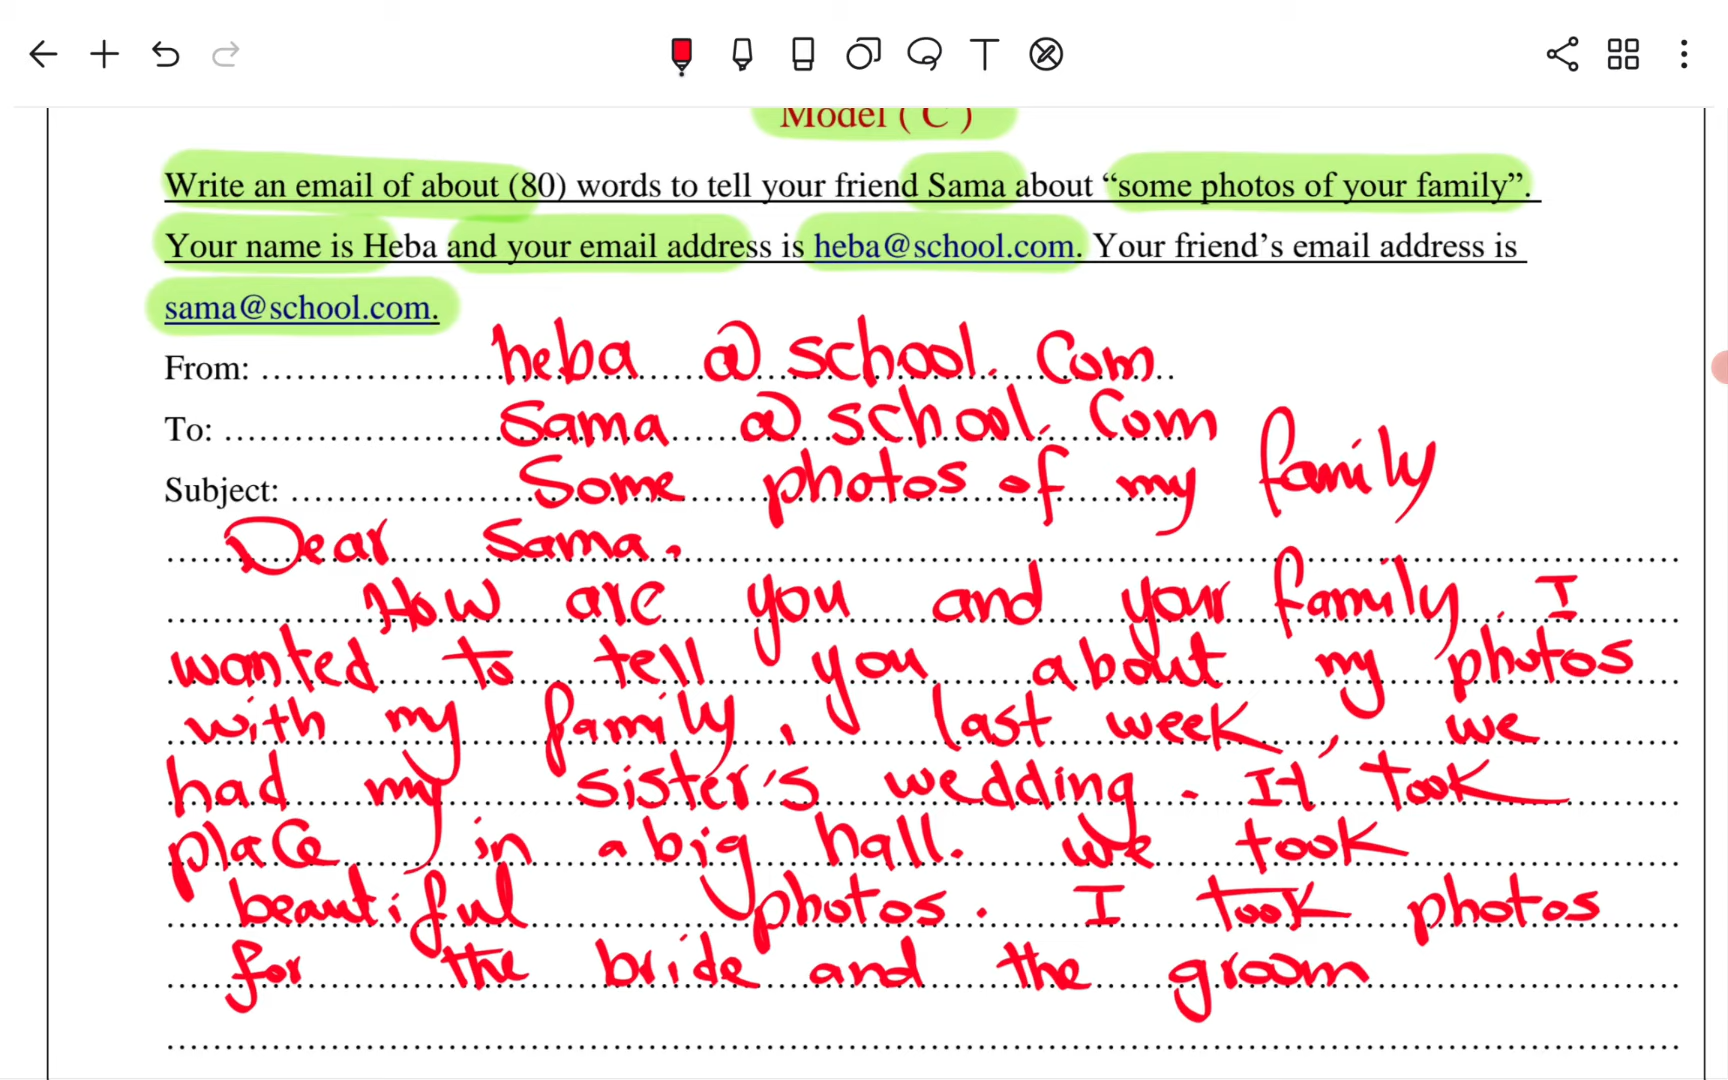 Model ( C )
Write an email of about (80) words to tell your friend Sama about “some photos of your family”.
Your name is Heba and your email address is heba@school.com. Your friend’s email address is
sama@school.com.
From: .................... heba @ school. Com
To: .................... Sama @ school. Com
Subject: .................... Some photos of my family
Dear Sama,
How are you and your family. I
wanted to tell you about my photos
with my family, last week, we
had my sister's wedding. It took
place in a big hall. We took
beautiful photos. I took photos
for the bride and the groom